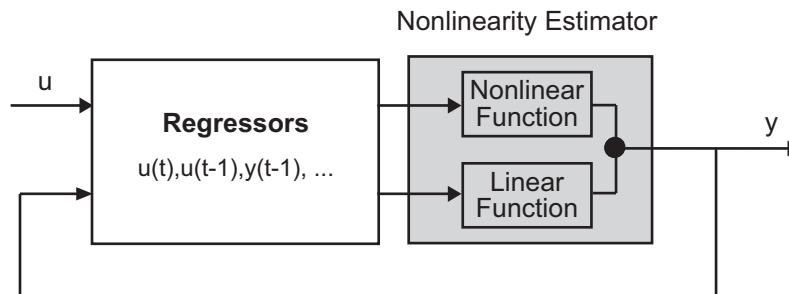 Nonlinearity Estimator
u
Regressors
u(t),u(t-1),y(t-1), ...
Nonlinear
Function
Linear
Function
y